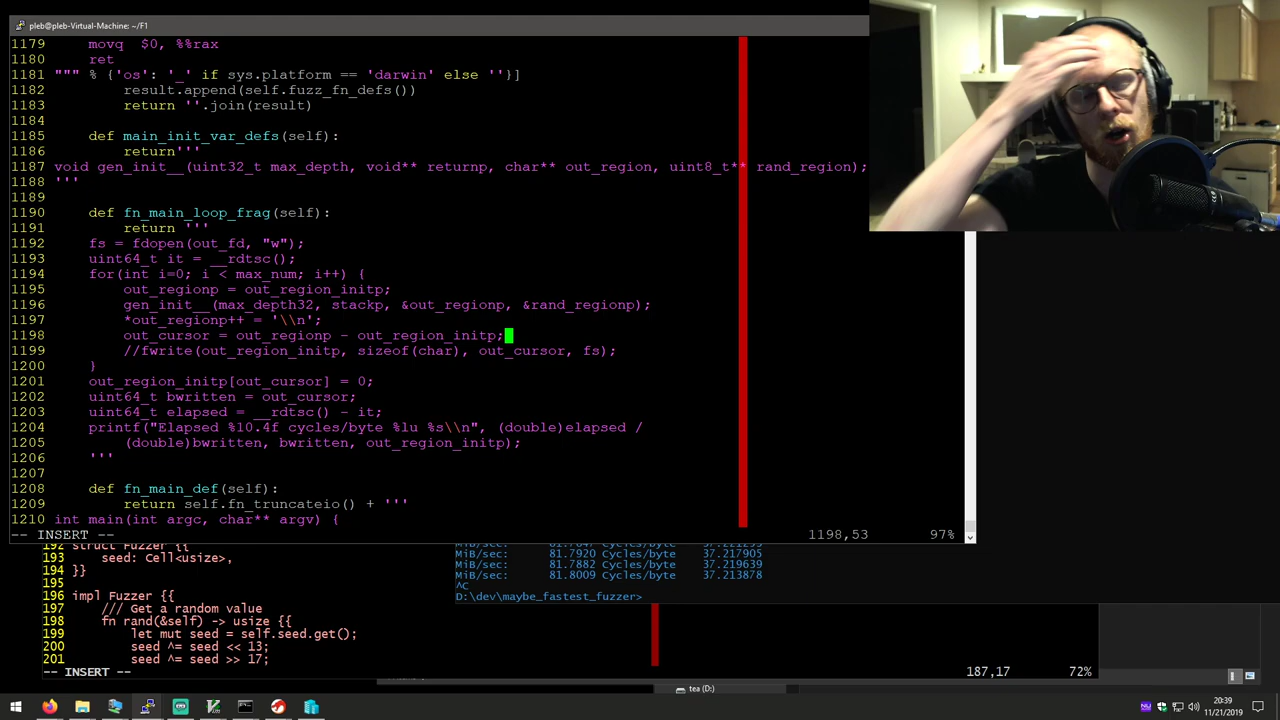 pleb@pleb-Virtual-Machine: ~/F1
1179     movq  $0, %%rax
1180     ret
1181 """ % {'os': '_' if sys.platform == 'darwin' else ''}]
1182         result.append(self.fuzz_fn_defs())
1183         return ''.join(result)
1184
1185     def main_init_var_defs(self):
1186         return'''
1187 void gen_init__(uint32_t max_depth, void** returnp, char** out_region, uint8_t** rand_region);
1188 '''
1189
1190     def fn_main_loop_frag(self):
1191         return '''
1192     fs = fdopen(out_fd, "w");
1193     uint64_t it = __rdtsc();
1194     for(int i=0; i < max_num; i++) {
1195         out_regionp = out_region_initp;
1196         gen_init__(max_depth32, stackp, &out_regionp, &rand_regionp);
1197         *out_regionp++ = '\\n';
1198         out_cursor = out_regionp - out_region_initp;
1199         //fwrite(out_region_initp, sizeof(char), out_cursor, fs);
1200     }
1201     out_region_initp[out_cursor] = 0;
1202     uint64_t bwritten = out_cursor;
1203     uint64_t elapsed = __rdtsc() - it;
1204     printf("Elapsed %10.4f cycles/byte %lu %s\\n", (double)elapsed /
1205         (double)bwritten, bwritten, out_region_initp);
1206     '''
1207
1208     def fn_main_def(self):
1209         return self.fn_truncateio() + '''
1210 int main(int argc, char** argv) {
-- INSERT -- 1198,53 97%
192 struct Fuzzer {{
193     seed: Cell<usize>,
194 }}
195
196 impl Fuzzer {{
197     /// Get a random value
198     fn rand(&self) -> usize {{
199         let mut seed = self.seed.get();
200         seed ^= seed << 13;
201         seed ^= seed >> 17;
-- INSERT -- 187,17 72%
MiB/sec: 81.7920 Cycles/byte 37.217905
MiB/sec: 81.7882 Cycles/byte 37.219639
MiB/sec: 81.8009 Cycles/byte 37.213878
^C
D:\dev\maybe_fastest_fuzzer>
tea (D:)
20:39
11/21/2019